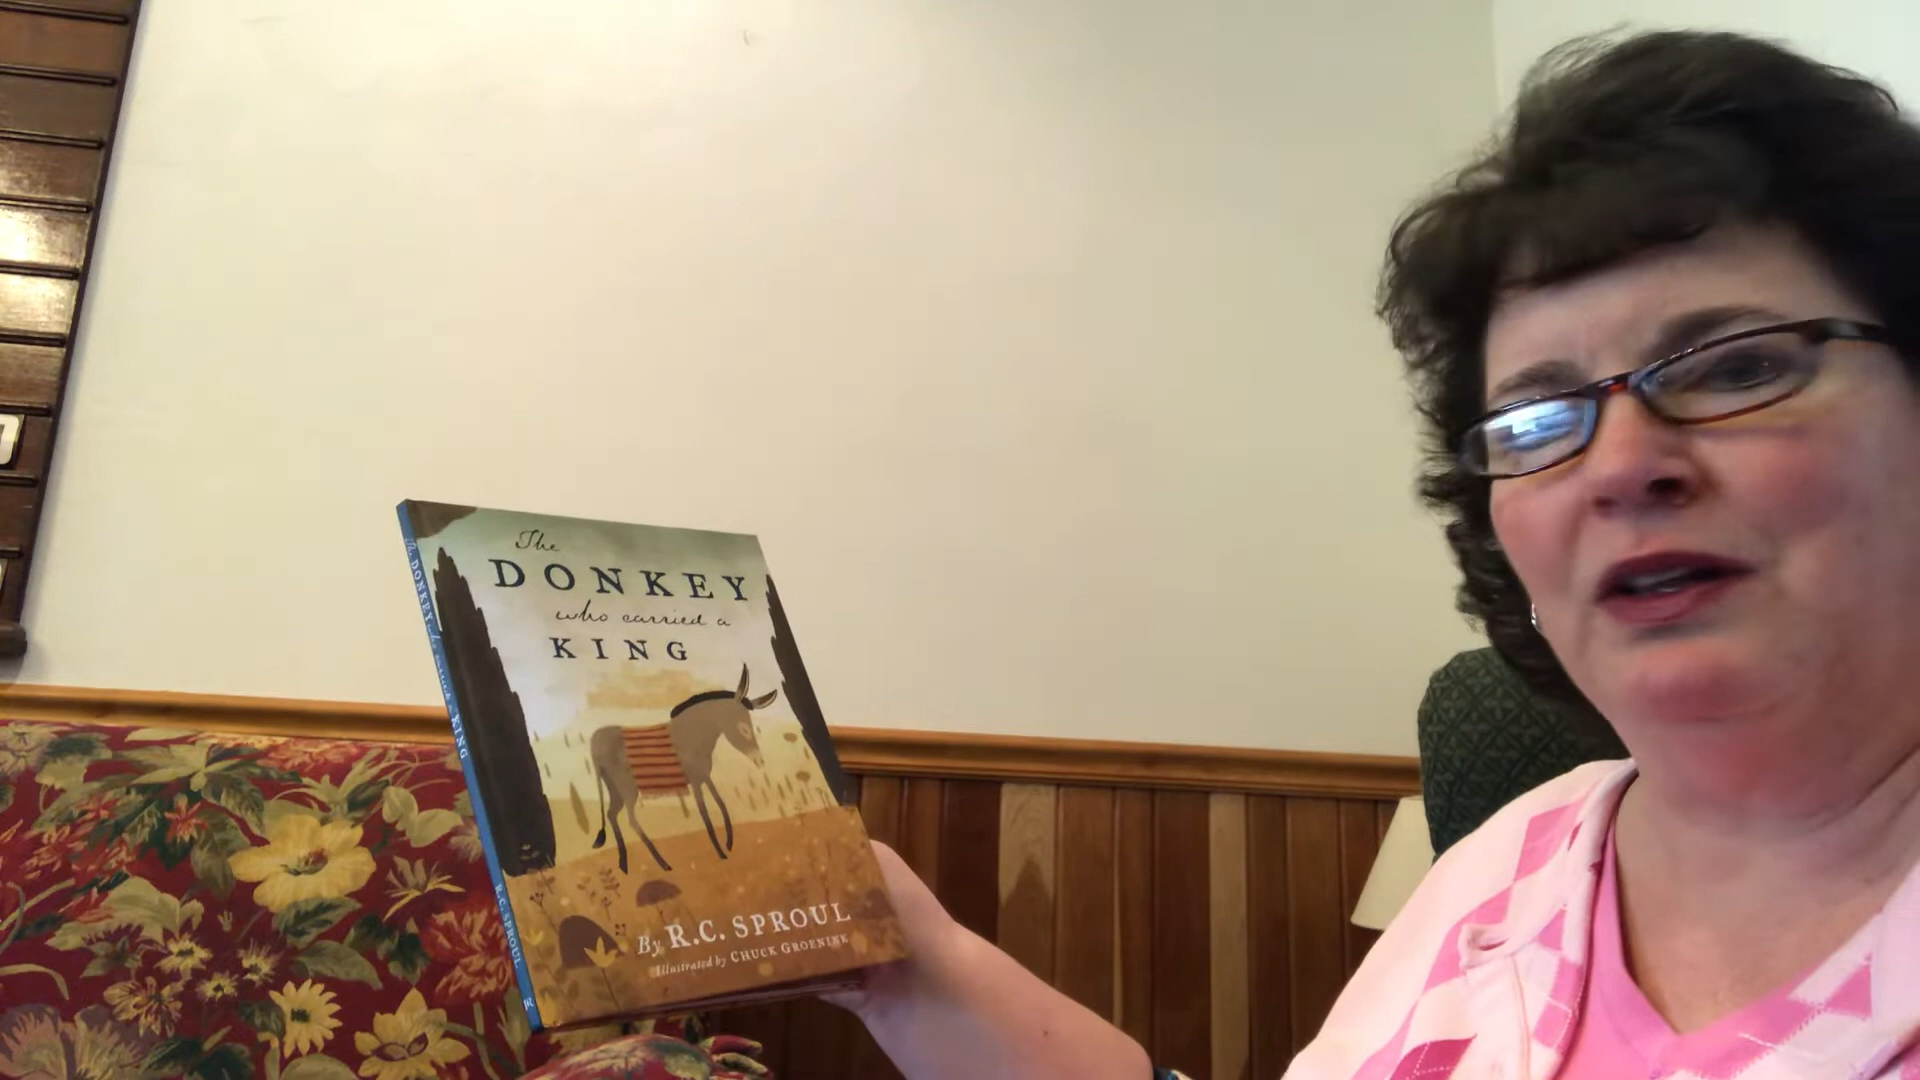 The
DONKEY
who carried a
KING
By R.C. SPROUL
Illustrated by CHUCK GROENINK
The DONKEY who carried a KING
R.C. SPROUL